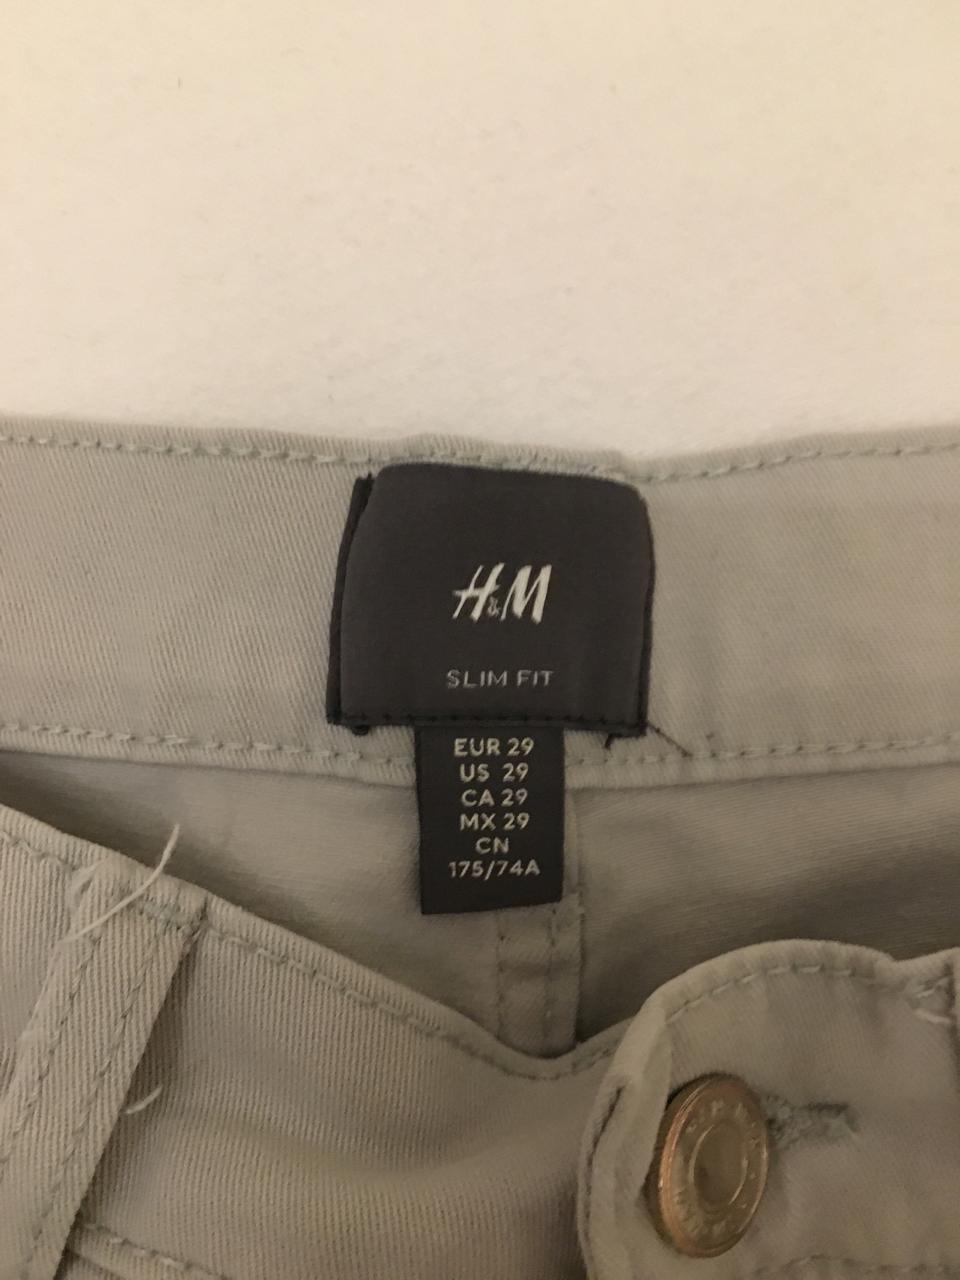 H&M
SLIM FIT
EUR 29
US 29
CA 29
MX 29
CN
175/74A